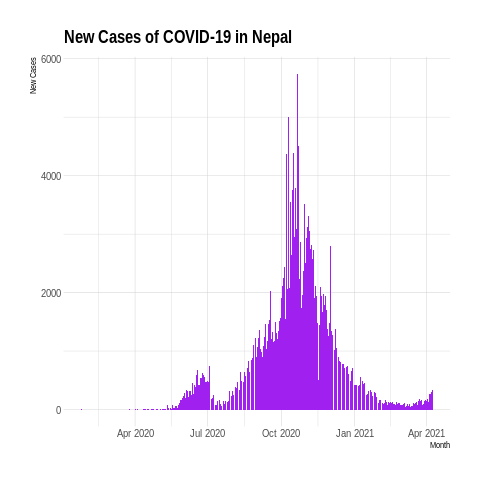 New Cases of COVID-19 in Nepal
New Cases
6000
4000
2000
0
Apr 2020 Jul 2020 Oct 2020 Jan 2021 Apr 2021
Month